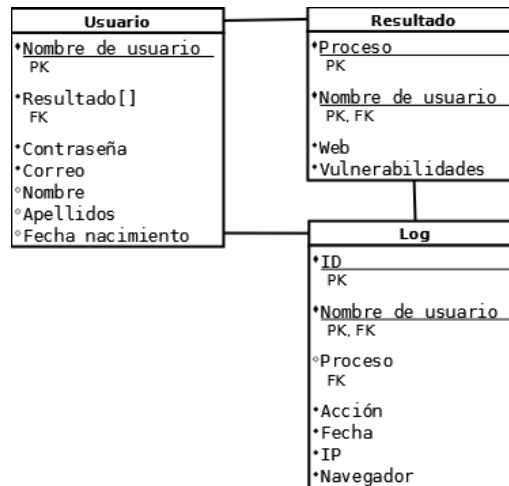 Usuario
Nombre de usuario
PK
Resultado[]
FK
Contraseña
Correo
Nombre
Apellidos
Fecha nacimiento
Resultado
Proceso
PK
Nombre de usuario
PK, FK
Web
Vulnerabilidades
Log
ID
PK
Nombre de usuario
PK, FK
Proceso
FK
Acción
Fecha
IP
Navegador